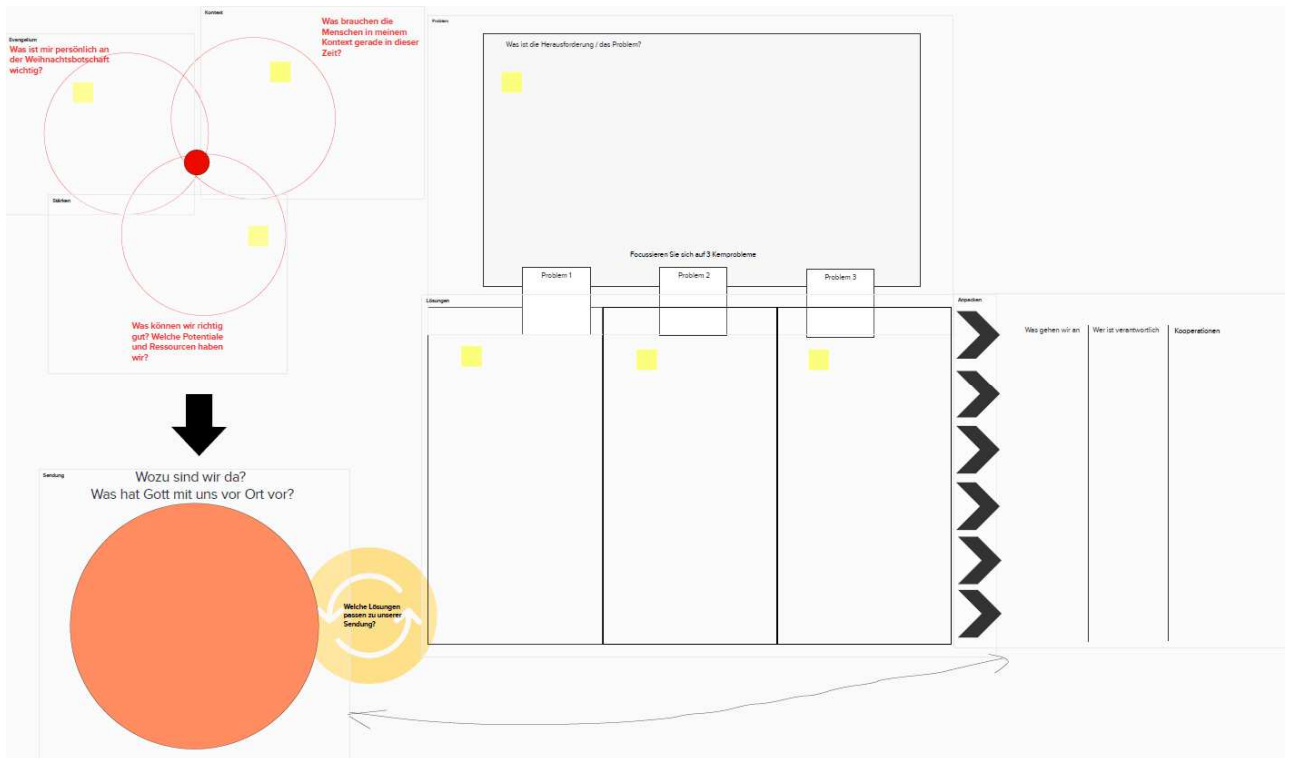 Evangelium
Was ist mir persönlich an
der Weihnachtsbotschaft
wichtig?
Kontext
Was brauchen die
Menschen in meinem
Kontext gerade in dieser
Zeit?
Stärken
Was können wir richtig
gut? Welche Potentiale
und Ressourcen haben
wir?
Sendung
Wozu sind wir da?
Was hat Gott mit uns vor Ort vor?
Welche Lösungen
passen zu unserer
Sendung?
Problem
Was ist die Herausforderung / das Problem?
Focussieren Sie sich auf 3 Kernprobleme
Problem 1
Problem 2
Problem 3
Lösungen
Anpacken
Was gehen wir an
Wer ist verantwortlich
Kooperationen